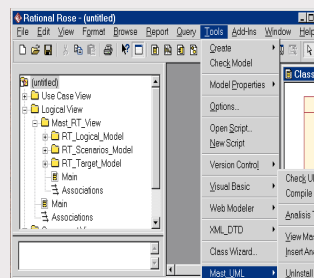 Rational Rose - (untitled)
File Edit View Format Browse Report Query Tools Add-Ins Window Help
(untitled)
Use Case View
Logical View
Mast_RT_View
RT_Logical_Model
RT_Scenarios_Model
RT_Target_Model
Main
Associations
Main
Associations
Create
Check Model
Model Properties
Options...
Open Script...
New Script
Version Control
Visual Basic
Web Modeler
XML_DTD
Class Wizard...
Mast_UML
Class
Check
Compile
Analisis
View
Insert
Uninstall